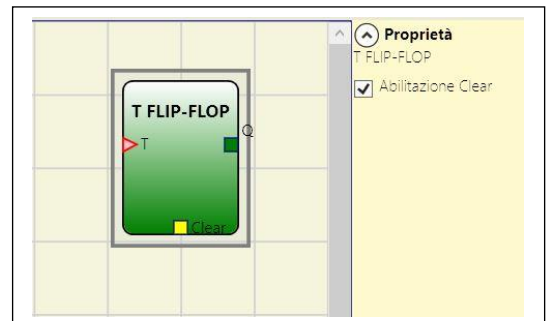 Proprietà
T FLIP-FLOP
Abilitazione Clear
T FLIP-FLOP
Q
T
Clear